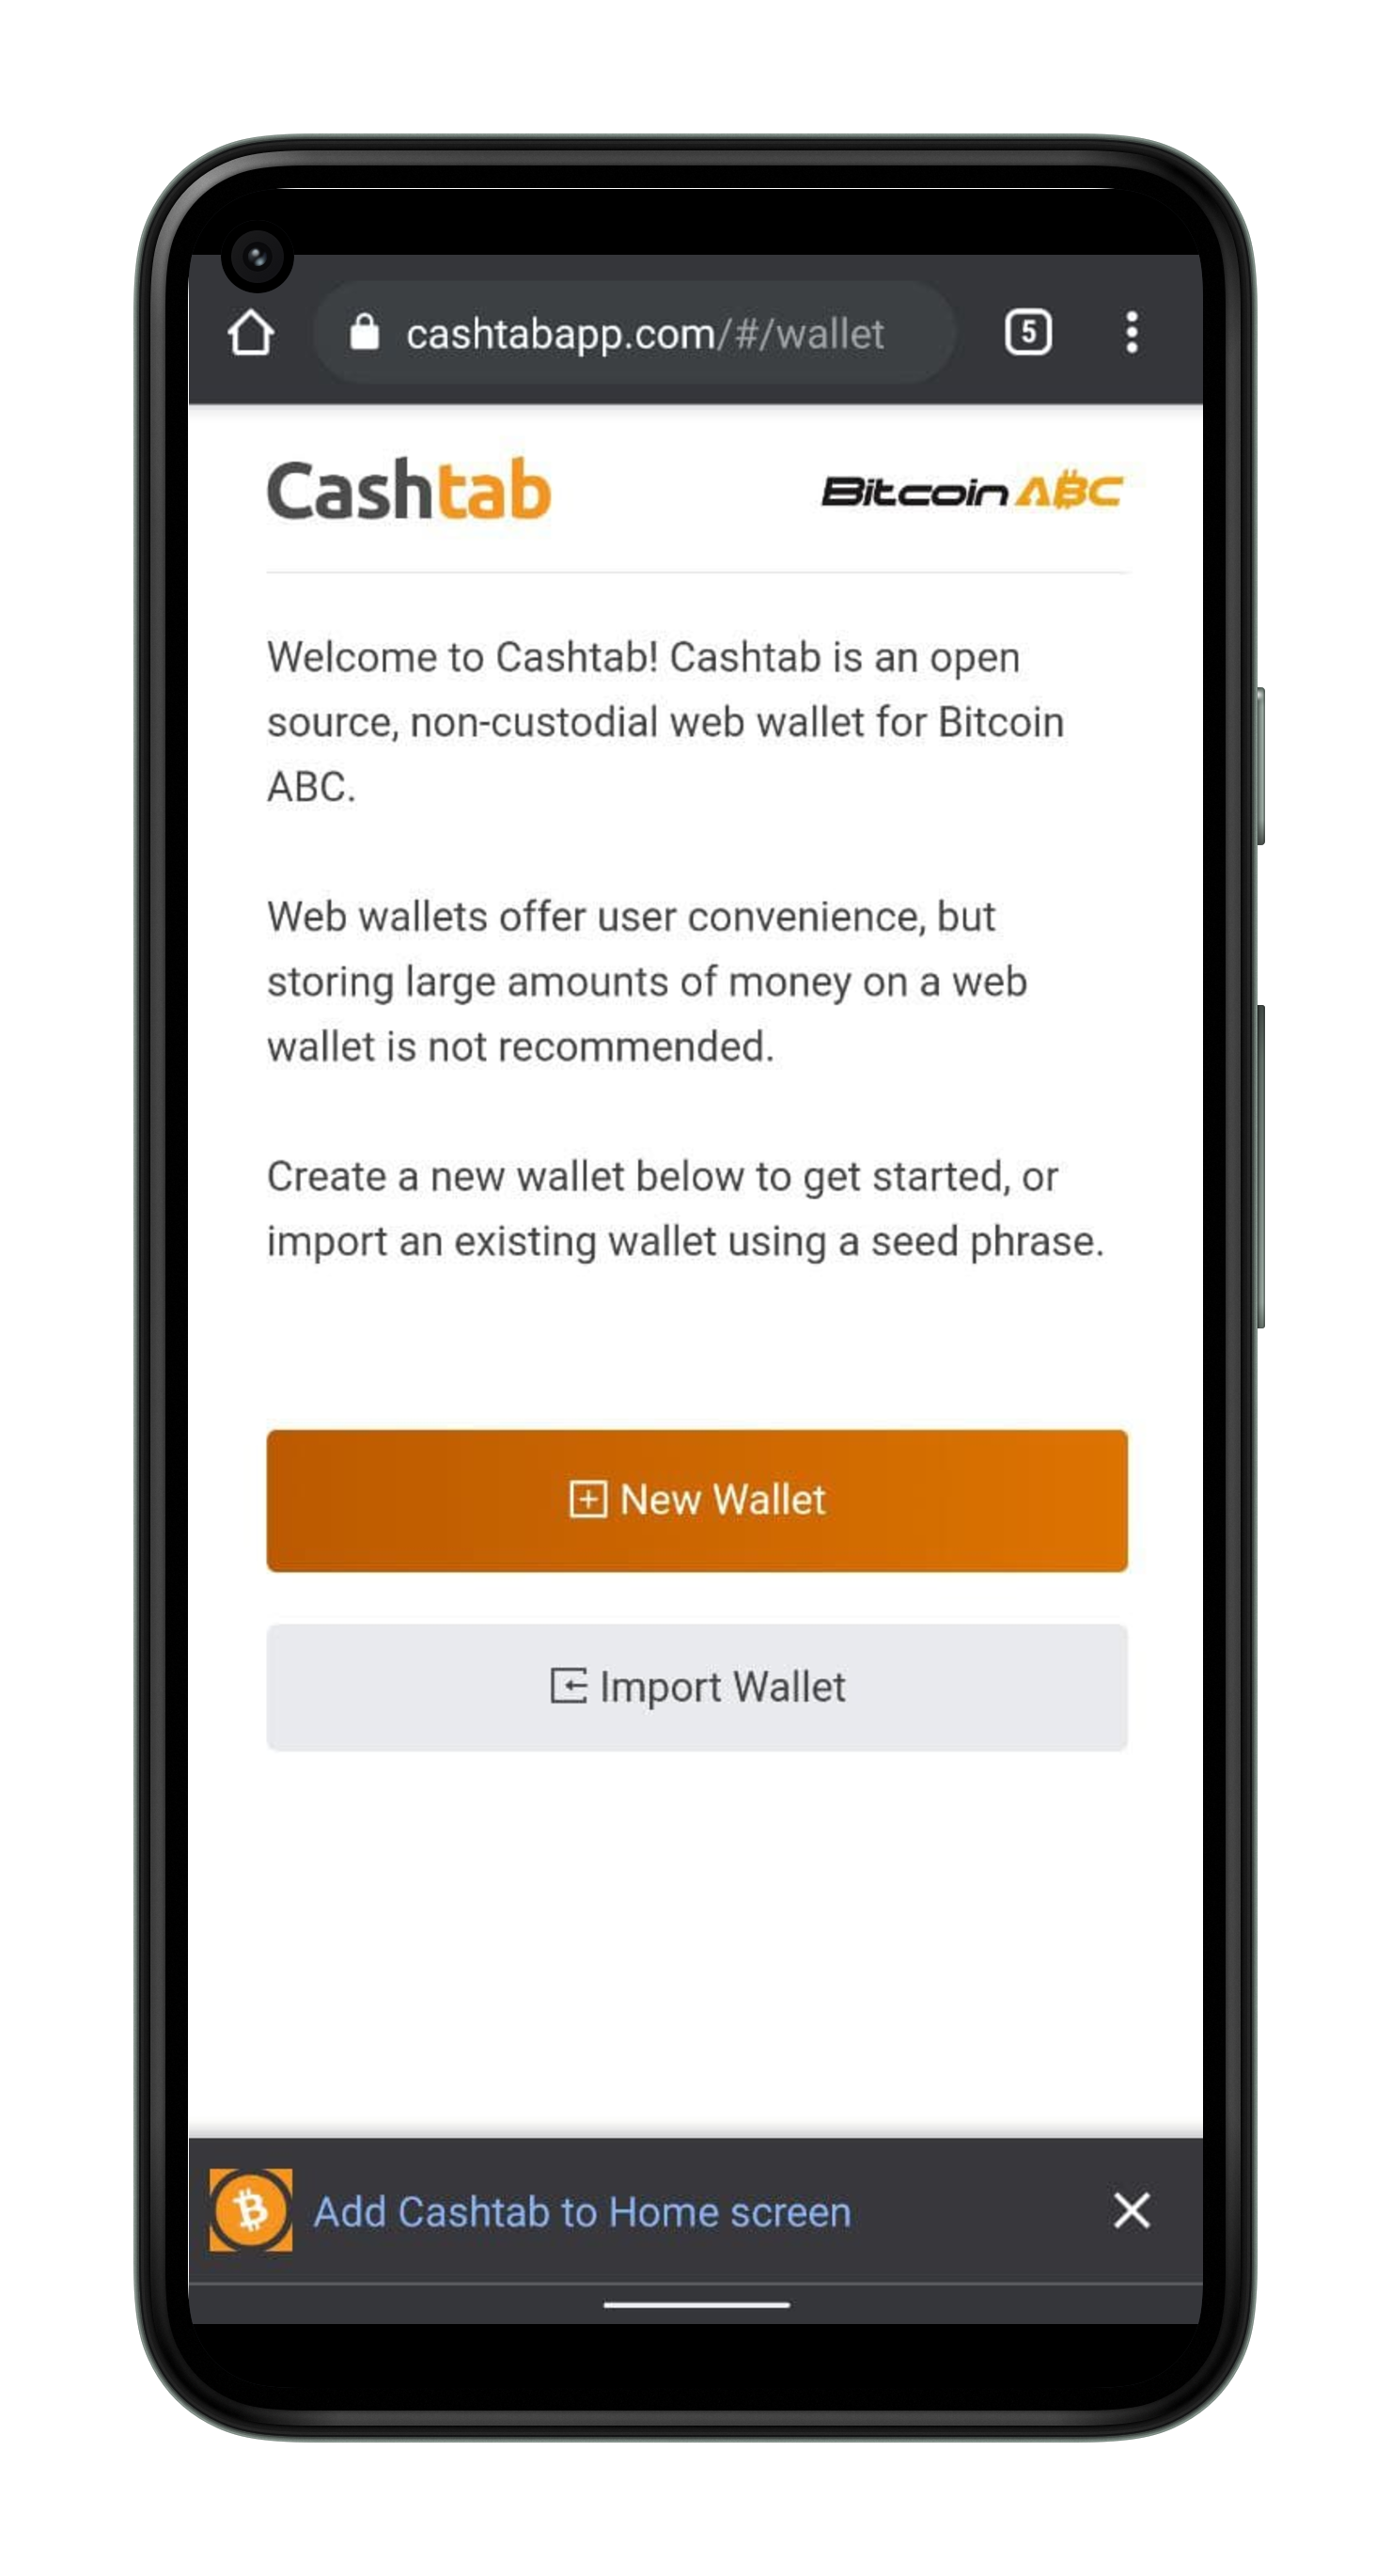 cashtabapp.com/#/wallet 5
Cashtab Bitcoin ABC
Welcome to Cashtab! Cashtab is an open
source, non-custodial web wallet for Bitcoin
ABC.
Web wallets offer user convenience, but
storing large amounts of money on a web
wallet is not recommended.
Create a new wallet below to get started, or
import an existing wallet using a seed phrase.
New Wallet
Import Wallet
Add Cashtab to Home screen